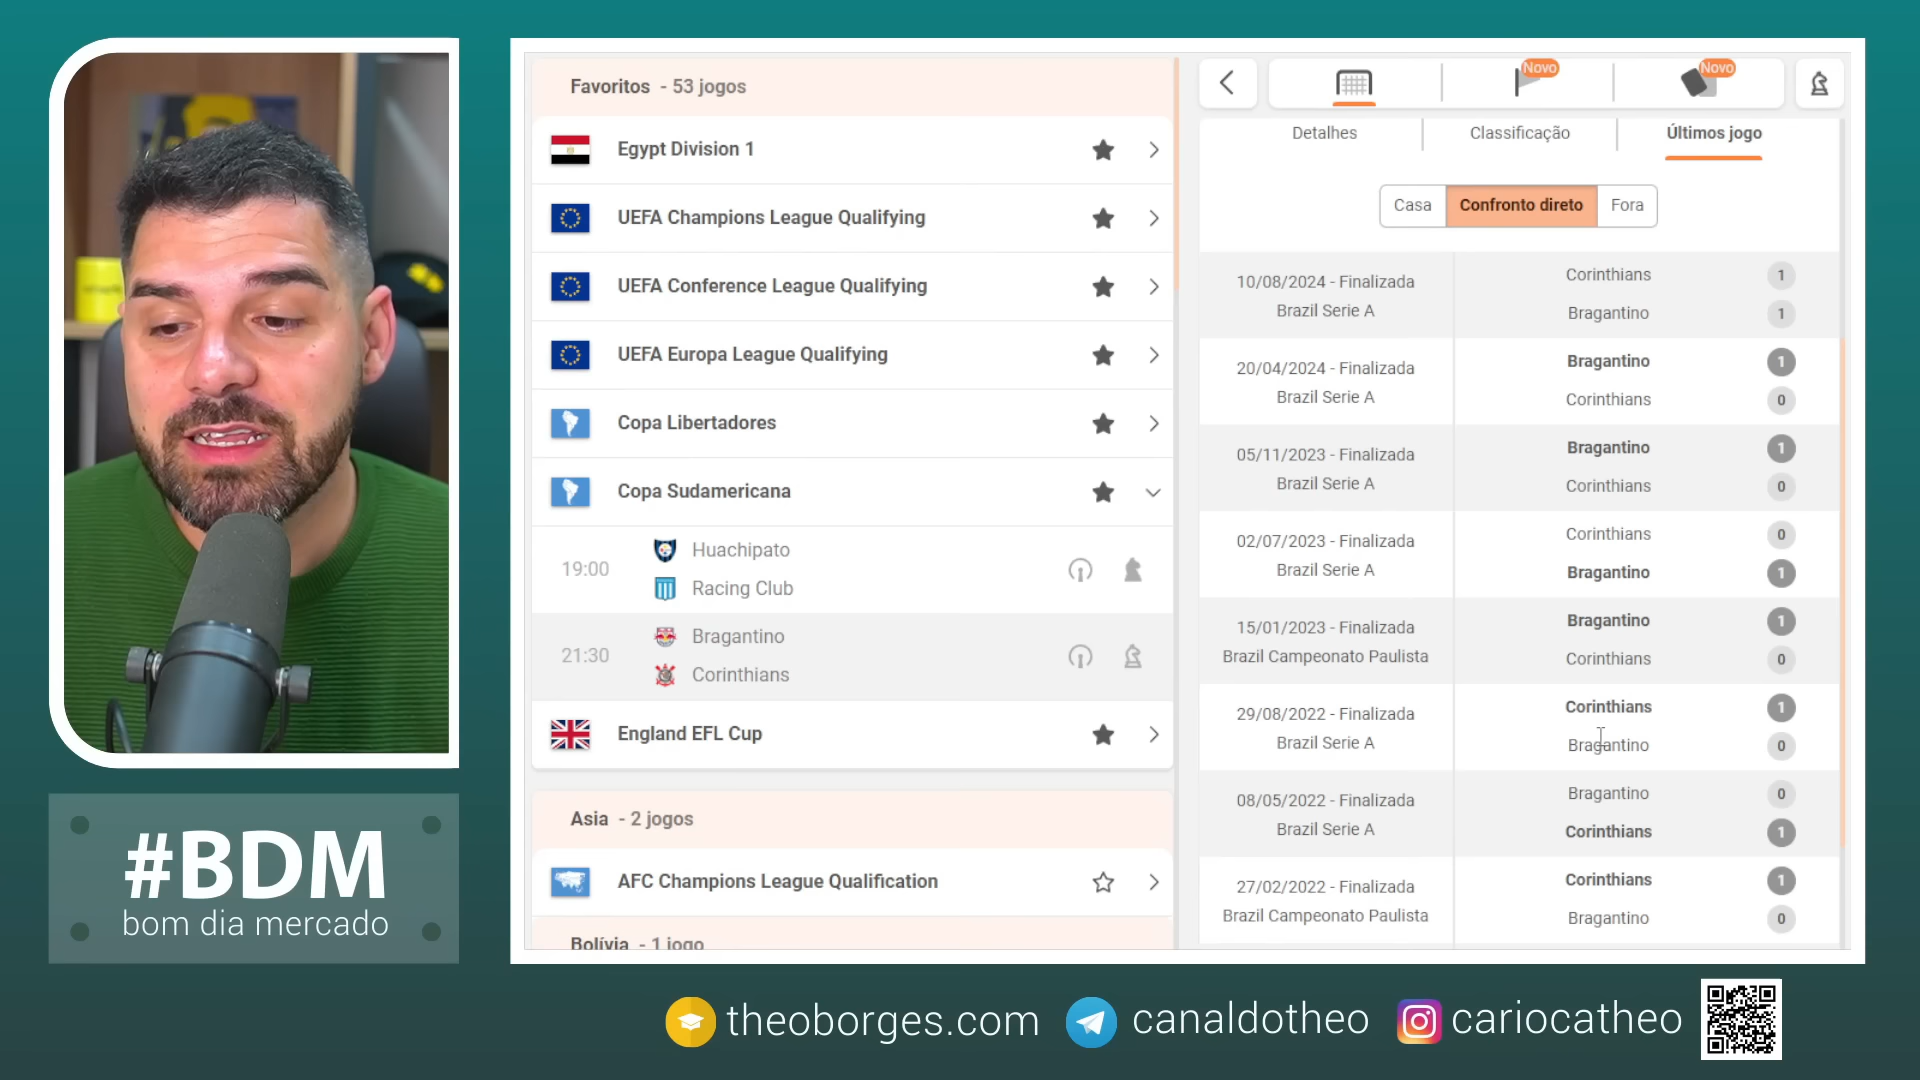 #BDM
bom dia mercado
Favoritos - 53 jogos
Egypt Division 1
UEFA Champions League Qualifying
UEFA Conference League Qualifying
UEFA Europa League Qualifying
Copa Libertadores
Copa Sudamericana
19:00
Huachipato
Racing Club
21:30
Bragantino
Corinthians
England EFL Cup
Asia - 2 jogos
AFC Champions League Qualification
Bolívia - 1 jogo
Novo
Novo
Detalhes
Classificação
Últimos jogo
Casa
Confronto direto
Fora
10/08/2024 - Finalizada
Brazil Serie A
Corinthians 1
Bragantino 1
20/04/2024 - Finalizada
Brazil Serie A
Bragantino 1
Corinthians 0
05/11/2023 - Finalizada
Brazil Serie A
Bragantino 1
Corinthians 0
02/07/2023 - Finalizada
Brazil Serie A
Corinthians 0
Bragantino 1
15/01/2023 - Finalizada
Brazil Campeonato Paulista
Bragantino 1
Corinthians 0
29/08/2022 - Finalizada
Brazil Serie A
Corinthians 1
Bragantino 0
08/05/2022 - Finalizada
Brazil Serie A
Bragantino 0
Corinthians 1
27/02/2022 - Finalizada
Brazil Campeonato Paulista
Corinthians 1
Bragantino 0
theoborges.com
canaldotheo
cariocatheo